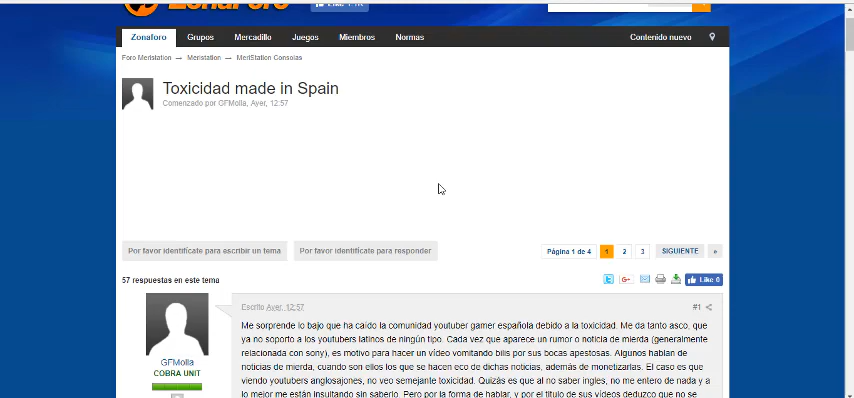 ZonaForo
Like 1.1K
Zonaforo Grupos Mercadillo Juegos Miembros Normas Contenido nuevo
Foro Meristation → Meristation → MeriStation Consolas
Toxicidad made in Spain
Comenzado por GFMolla, Ayer, 12:57
Por favor identifícate para escribir un tema Por favor identifícate para responder Página 1 de 4 1 2 3 SIGUIENTE »
57 respuestas en este tema
G+ Like 0
Escrito Ayer, 12:57 #1
Me sorprende lo bajo que ha caído la comunidad youtuber gamer española debido a la toxicidad. Me da tanto asco, que
ya no soporto a los youtubers latinos de ningún tipo. Cada vez que aparece un rumor o noticia de mierda (generalmente
relacionada con sony), es motivo para hacer un vídeo vomitando bilis por sus bocas apestosas. Algunos hablan de
noticias de mierda, cuando son ellos los que se hacen eco de dichas noticias, además de monetizarlas. El caso es que
viendo youtubers anglosajones, no veo semejante toxicidad. Quizás es que al no saber ingles, no me entero de nada y a
lo mejor me están insultando sin saberlo. Pero por la forma de hablar, y por el título de sus vídeos deduzco que no se
GFMolla
COBRA UNIT